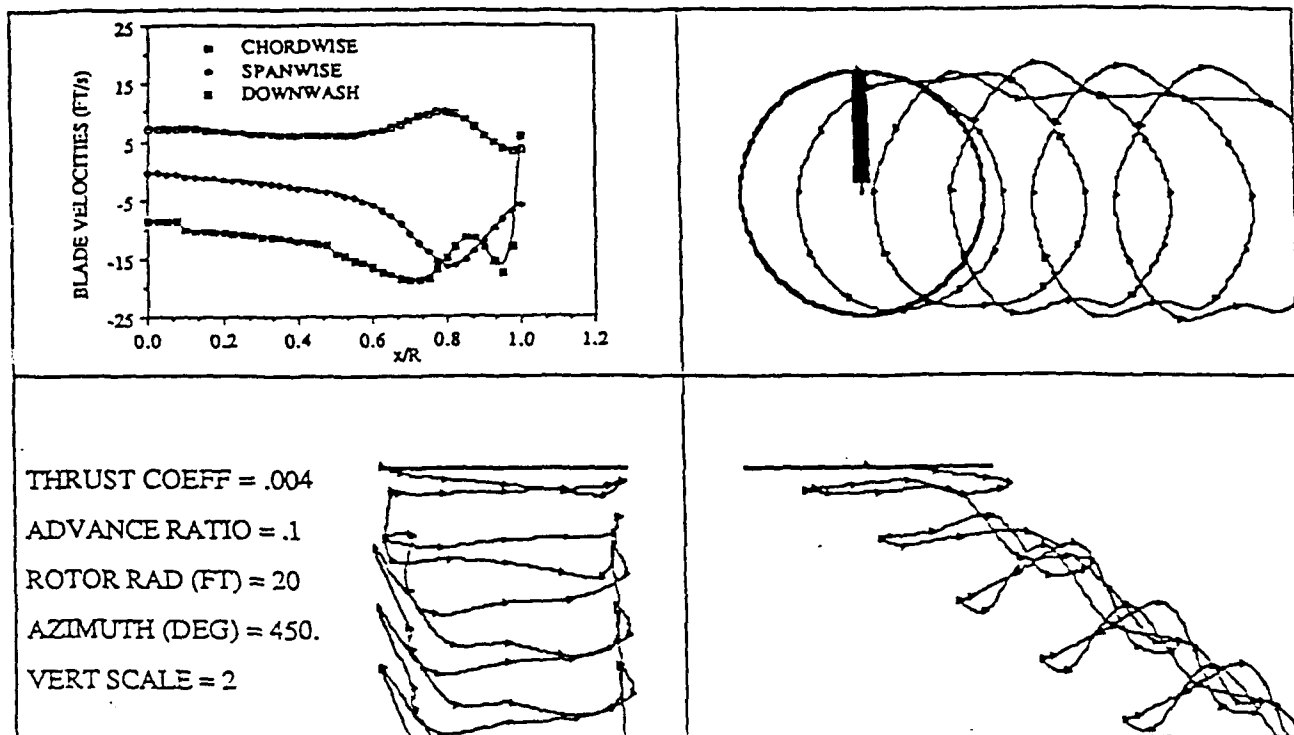 25
15
5
-5
-15
-25
BLADE VELOCITIES (FT/s)
CHORDWISE
SPANWISE
DOWNWASH
0.0 0.2 0.4 0.6 0.8 1.0 1.2
x/R
THRUST COEFF = .004
ADVANCE RATIO = .1
ROTOR RAD (FT) = 20
AZIMUTH (DEG) = 450.
VERT SCALE = 2